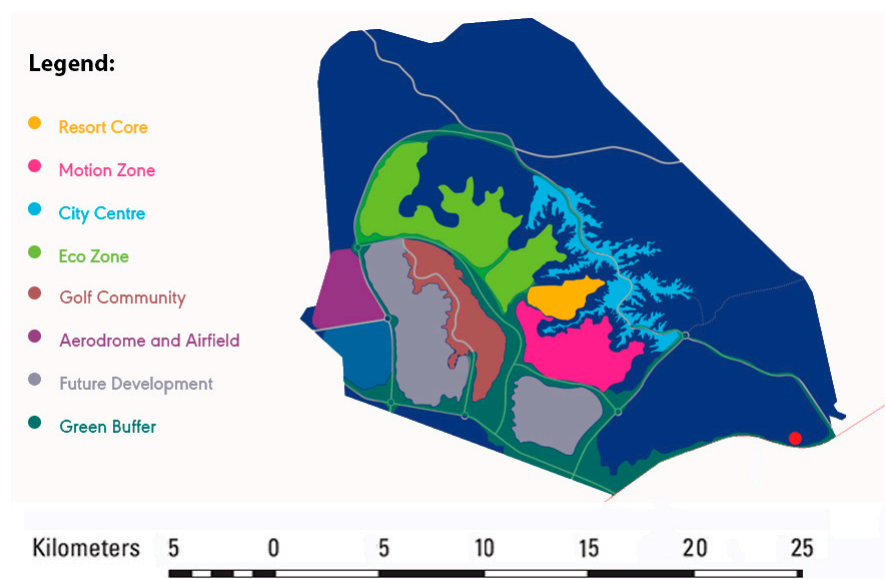 Legend:
Resort Core
Motion Zone
City Centre
Eco Zone
Golf Community
Aerodrome and Airfield
Future Development
Green Buffer
Kilometers 5 0 5 10 15 20 25